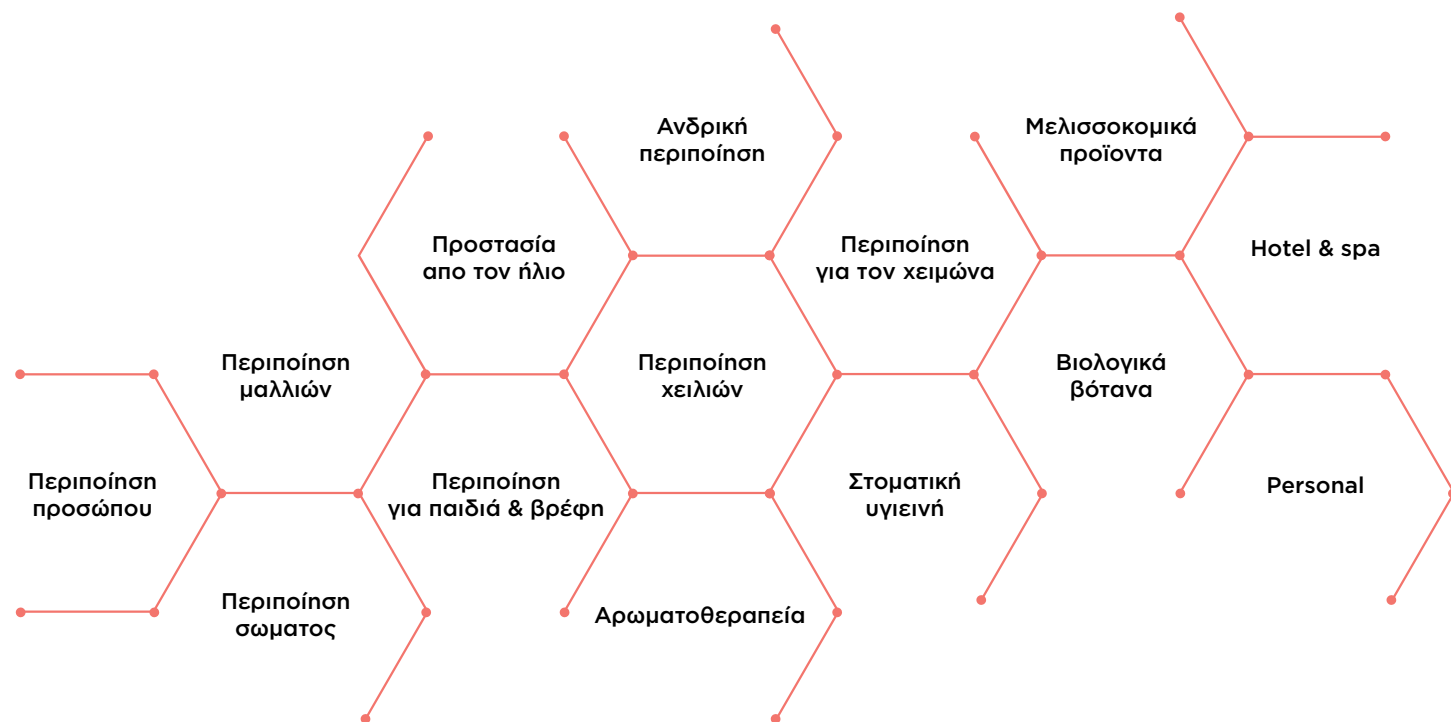 Ανδρική
περιποίηση
Μελισσοκομικά
προϊοντα
Προστασία
απο τον ήλιο
Περιποίηση
για τον χειμώνα
Hotel & spa
Περιποίηση
μαλλιών
Περιποίηση
χειλιών
Βιολογικά
βότανα
Περιποίηση
προσώπου
Περιποίηση
για παιδιά & βρέφη
Στοματική
υγιεινή
Personal
Περιποίηση
σωματος
Αρωματοθεραπεία